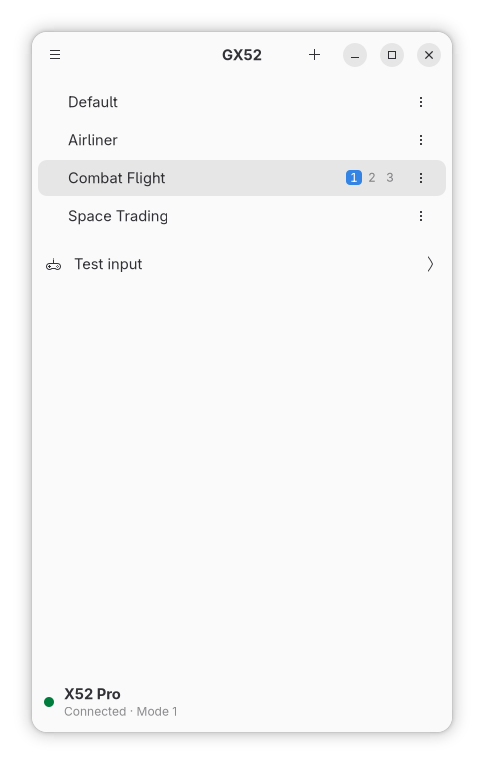 GX52
Default
Airliner
Combat Flight 1 2 3
Space Trading
Test input
X52 Pro
Connected · Mode 1